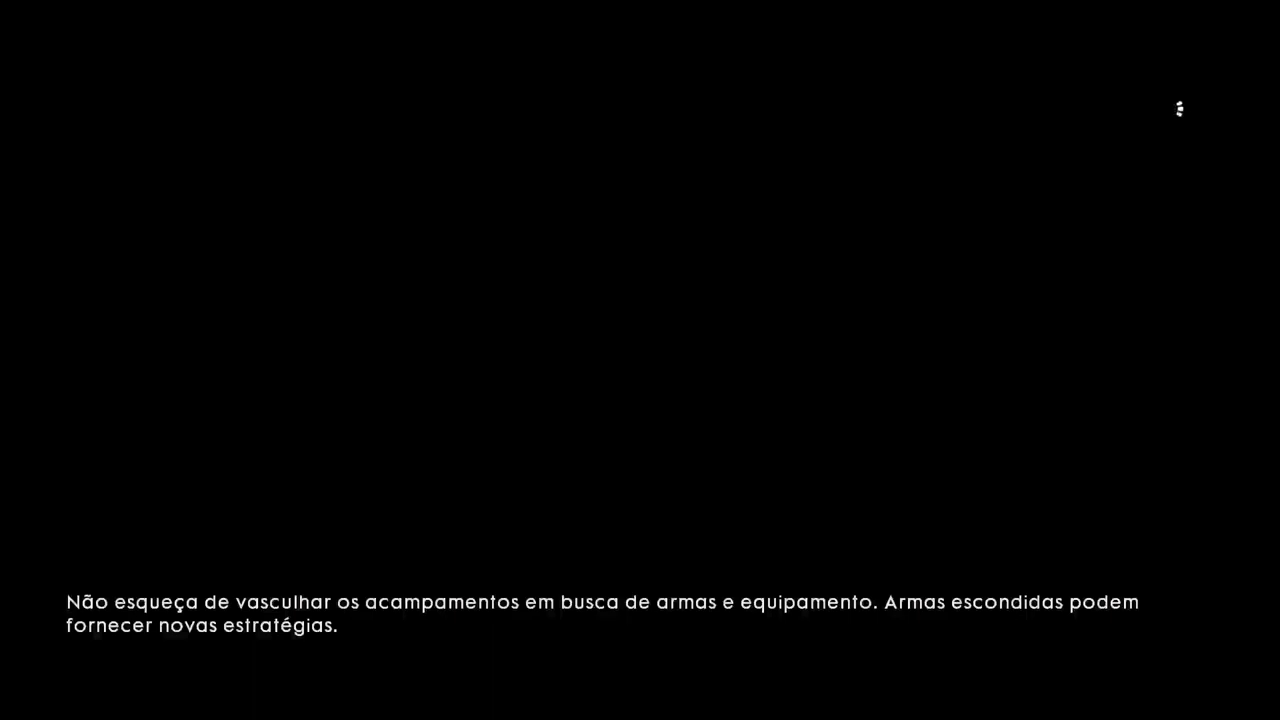 Não esqueça de vasculhar os acampamentos em busca de armas e equipamento. Armas escondidas podem
fornecer novas estratégias.